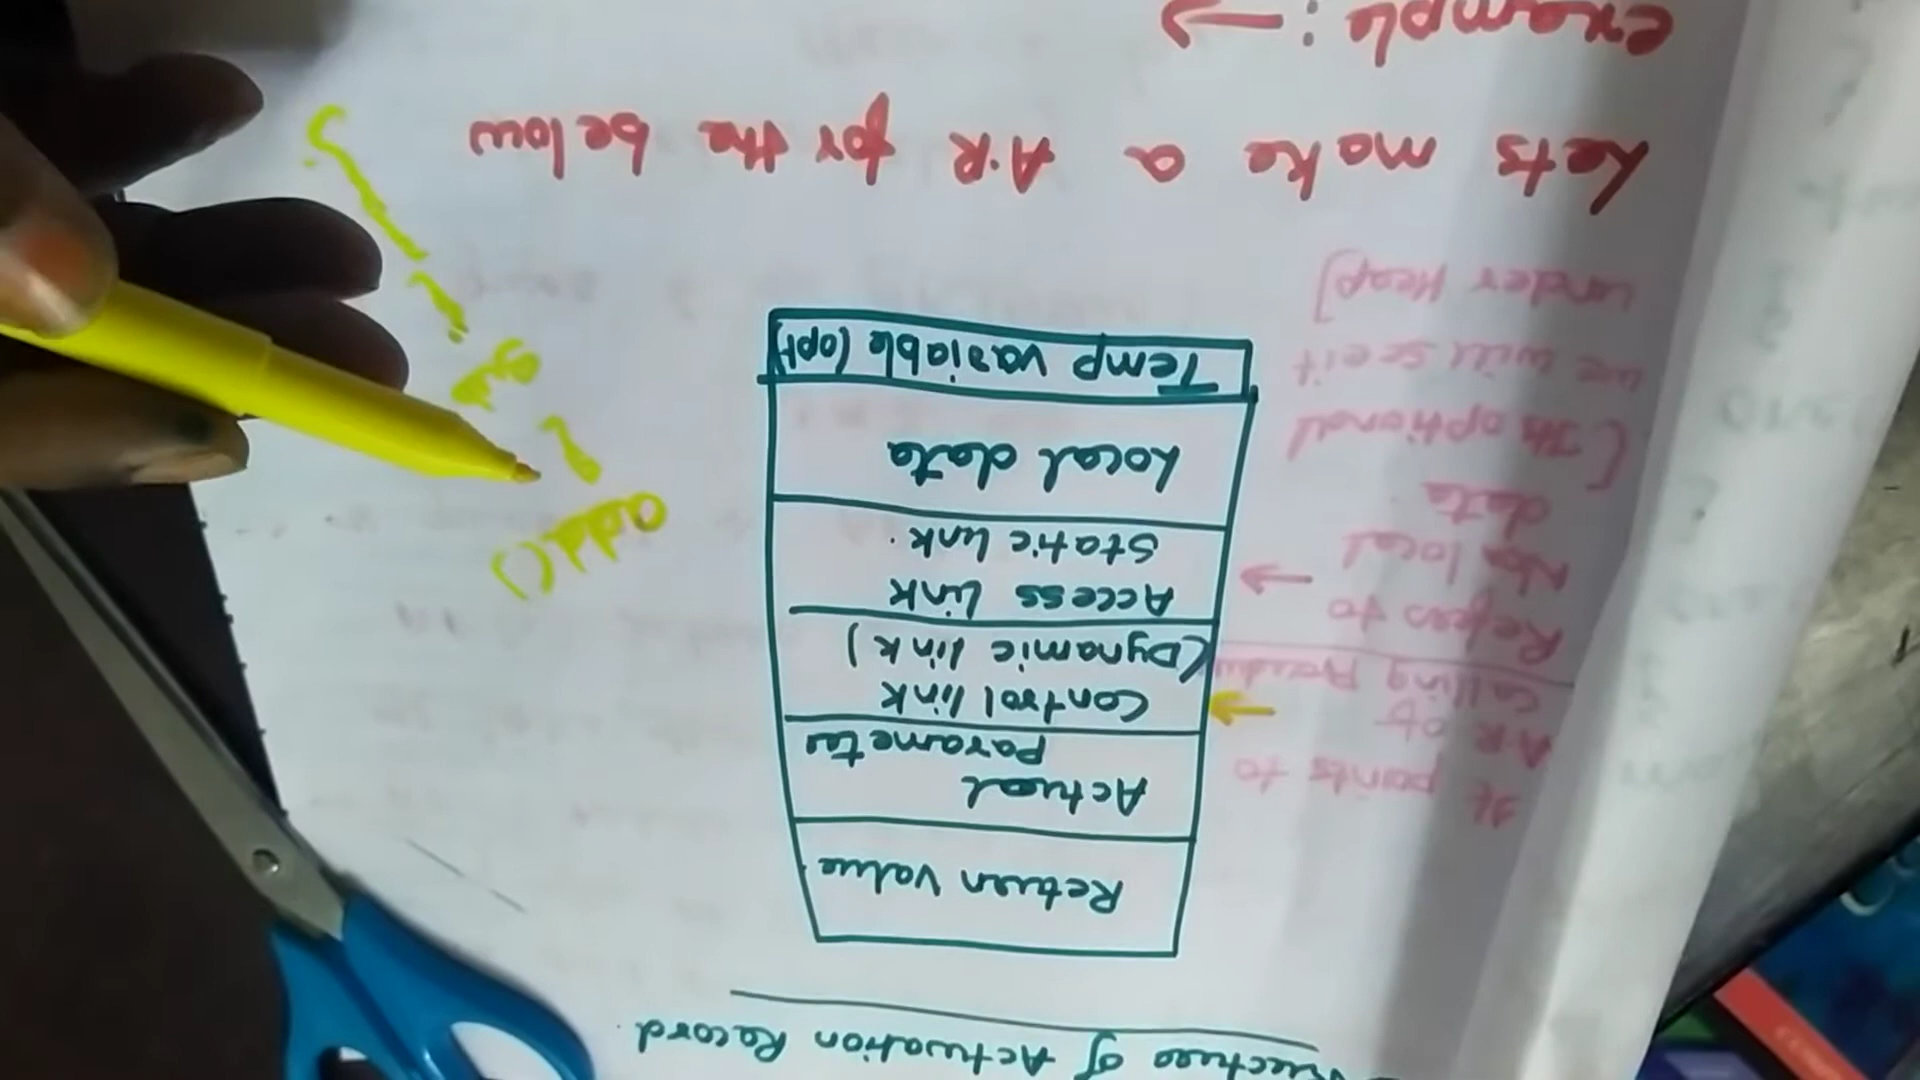 Structure of Activation Record
Return Value
Actual
Parameter
Control link
(Dynamic link)
Access Link
Static link
Local data
Temp variable (opt)
It points to
A.R of
Calling Procedure
Refers to
No local
data
(Its optional
we will see it
under Heap]
add()
Lets make a A.R for the below
example: →